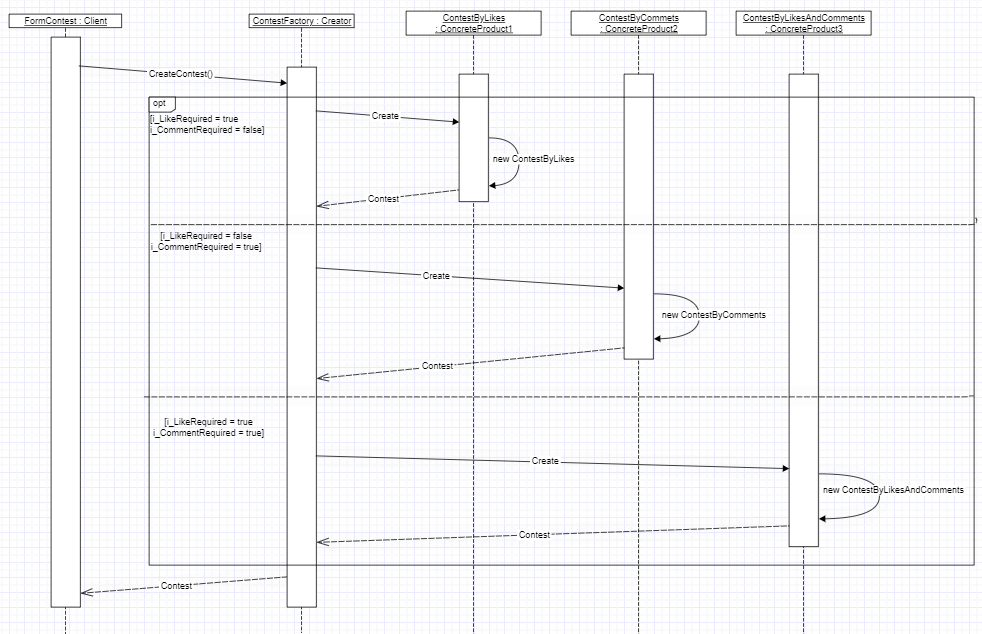 FormContest : Client
ContestFactory : Creator
ContestByLikes
: ConcreteProduct1
ContestByCommets
: ConcreteProduct2
ContestByLikesAndComments
: ConcreteProduct3
CreateContest()
opt
[i_LikeRequired = true
i_CommentRequired = false]
Create
new ContestByLikes
Contest
[i_LikeRequired = false
i_CommentRequired = true]
Create
new ContestByComments
Contest
[i_LikeRequired = true
i_CommentRequired = true]
Create
new ContestByLikesAndComments
Contest
Contest